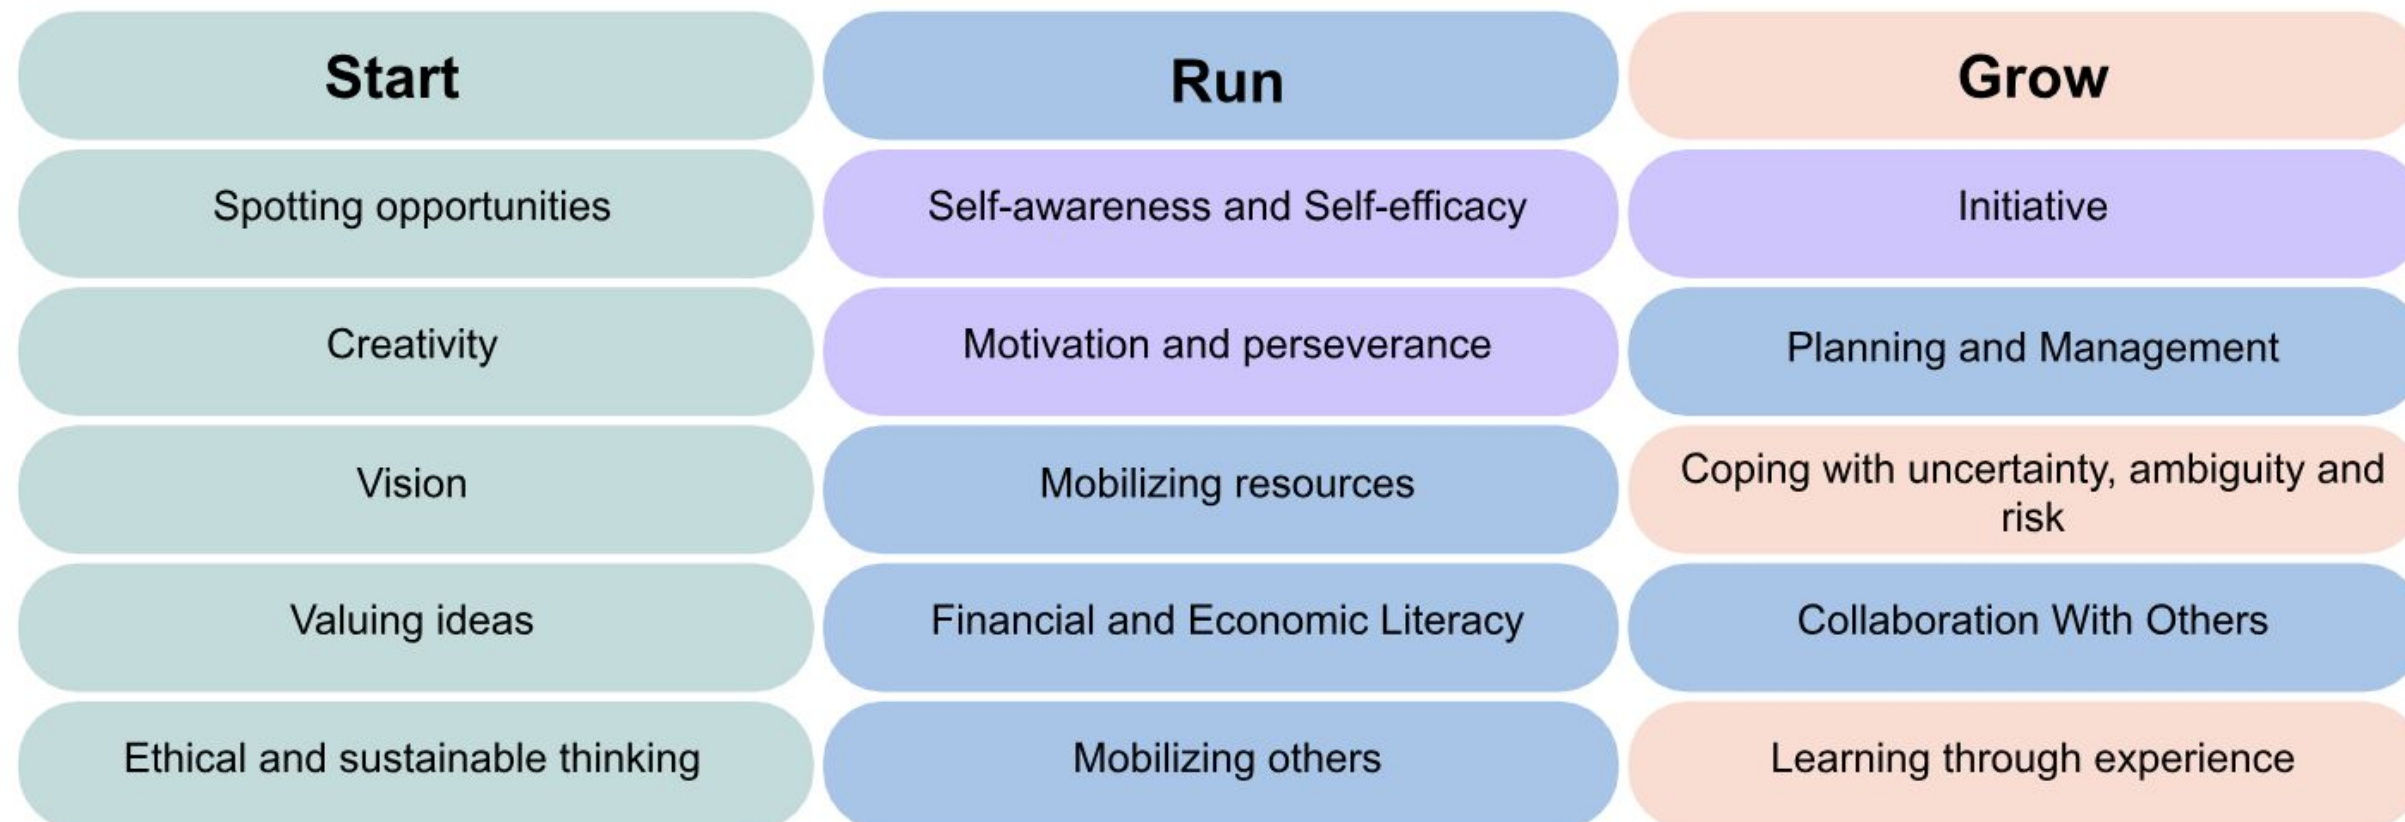 Start
Run
Grow
Spotting opportunities
Self-awareness and Self-efficacy
Initiative
Creativity
Motivation and perseverance
Planning and Management
Vision
Mobilizing resources
Coping with uncertainty, ambiguity and
risk
Valuing ideas
Financial and Economic Literacy
Collaboration With Others
Ethical and sustainable thinking
Mobilizing others
Learning through experience